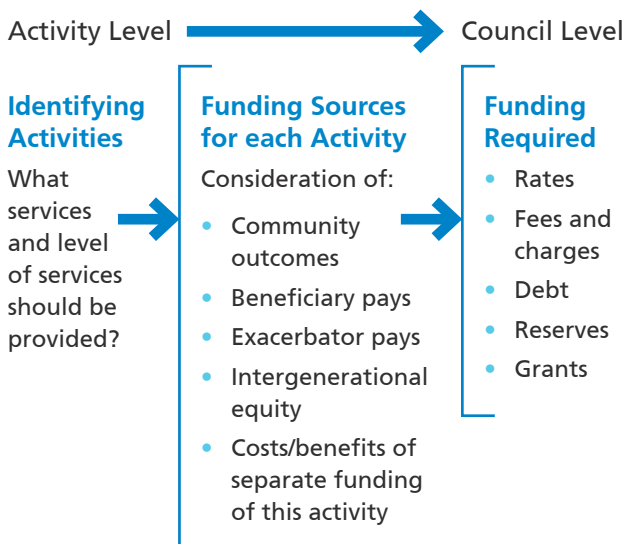 Activity Level
Council Level
Identifying
Activities
What
services
and level
of services
should be
provided?
Funding Sources
for each Activity
Consideration of:
• Community
outcomes
• Beneficiary pays
• Exacerbator pays
• Intergenerational
equity
• Costs/benefits of
separate funding
of this activity
Funding
Required
• Rates
• Fees and
charges
• Debt
• Reserves
• Grants